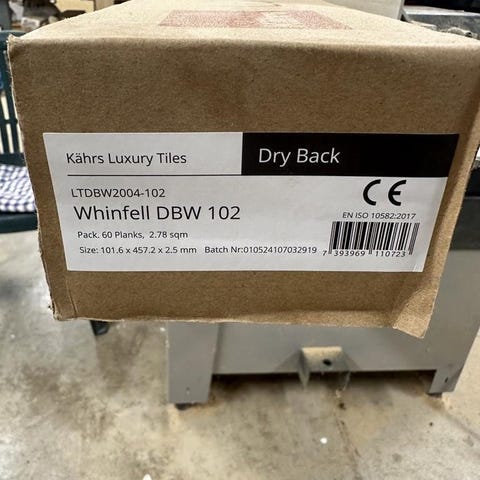 Kährs Luxury Tiles
Dry Back
LTDBW2004-102
Whinfell DBW 102
EN ISO 10582:2017
Pack. 60 Planks, 2.78 sqm
Size: 101.6 x 457.2 x 2.5 mm Batch Nr:010524107032919
7 393969 110723